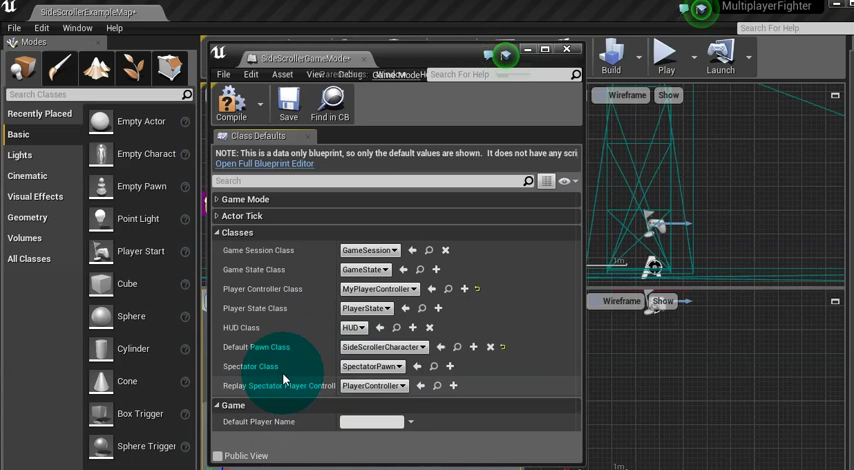 SideScrollerExampleMap*
MultiplayerFighter
File Edit Window Help
Search For Help
Modes
Search Classes
Recently Placed
Basic
Lights
Cinematic
Visual Effects
Geometry
Volumes
All Classes
Empty Actor
Empty Charact
Empty Pawn
Point Light
Player Start
Cube
Sphere
Cylinder
Cone
Box Trigger
Sphere Trigger
SideScrollerGameMode*
File Edit Asset View Debug Window
GameMode
Search For Help
Compile Save Find in CB
Class Defaults
NOTE: This is a data only blueprint, so only the default values are shown. It does not have any scri
Open Full Blueprint Editor
Search
Game Mode
Actor Tick
Classes
Game Session Class GameSession
Game State Class GameState
Player Controller Class MyPlayerController
Player State Class PlayerState
HUD Class HUD
Default Pawn Class SideScrollerCharacter
Spectator Class SpectatorPawn
Replay Spectator Player Controll PlayerController
Game
Default Player Name
Public View
Build Play Launch
Wireframe Show
1m
Wireframe Show
1m